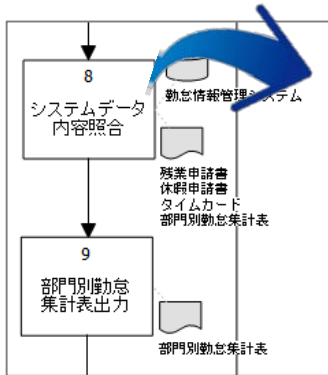 8
システムデータ
内容照合
勤怠情報管理システム
残業申請書
休暇申請書
タイムカード
部門別勤怠集計表
9
部門別勤怠
集計表出力
部門別勤怠集計表